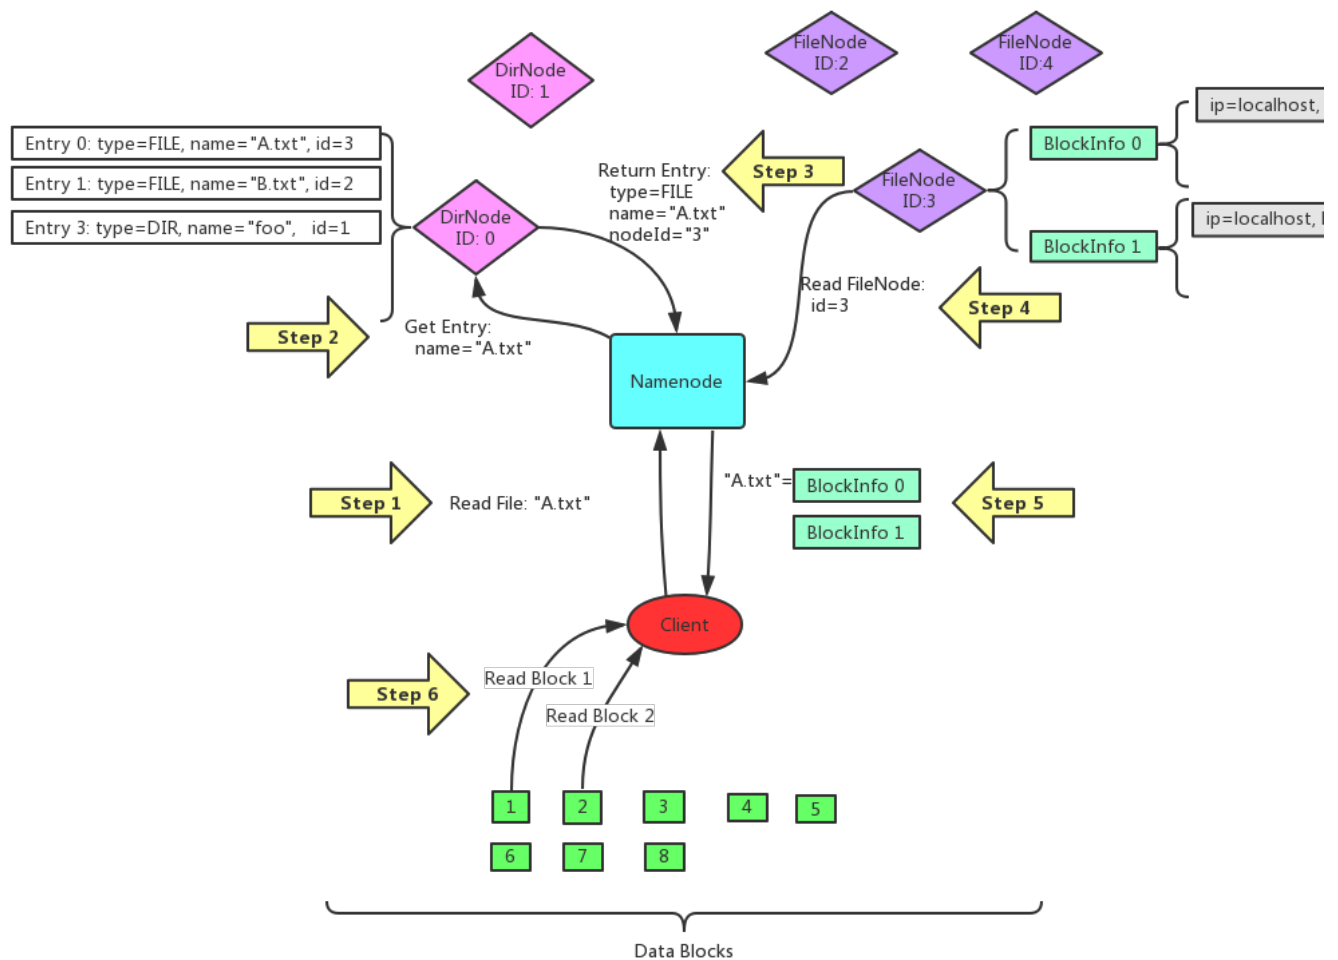 DirNode
ID: 1
FileNode
ID:2
FileNode
ID:4
ip=localhost,
Entry 0: type=FILE, name="A.txt", id=3
Entry 1: type=FILE, name="B.txt", id=2
Entry 3: type=DIR, name="foo", id=1
DirNode
ID: 0
Return Entry:
type=FILE
name="A.txt"
nodeId="3"
Step 3
FileNode
ID:3
BlockInfo 0
BlockInfo 1
ip=localhost,
Step 2
Get Entry:
name="A.txt"
Read FileNode:
id=3
Step 4
Namenode
Step 1
Read File: "A.txt"
"A.txt"=
BlockInfo 0
BlockInfo 1
Step 5
Client
Step 6
Read Block 1
Read Block 2
1
2
3
4
5
6
7
8
Data Blocks